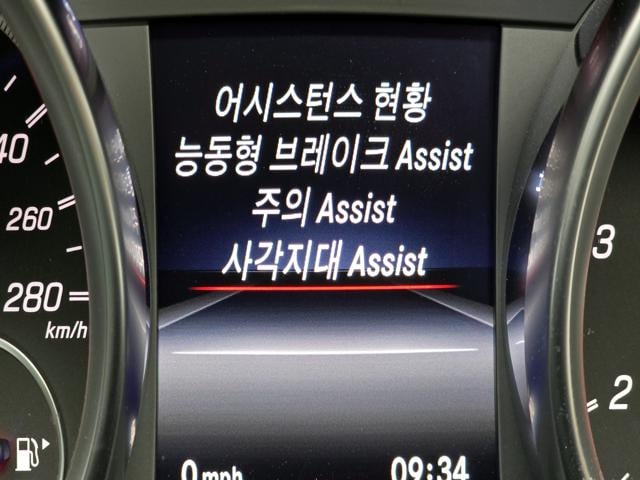 어시스턴스 현황
능동형 브레이크 Assist
주의 Assist
사각지대 Assist
260
280
km/h
3
2
0 mph
09:34